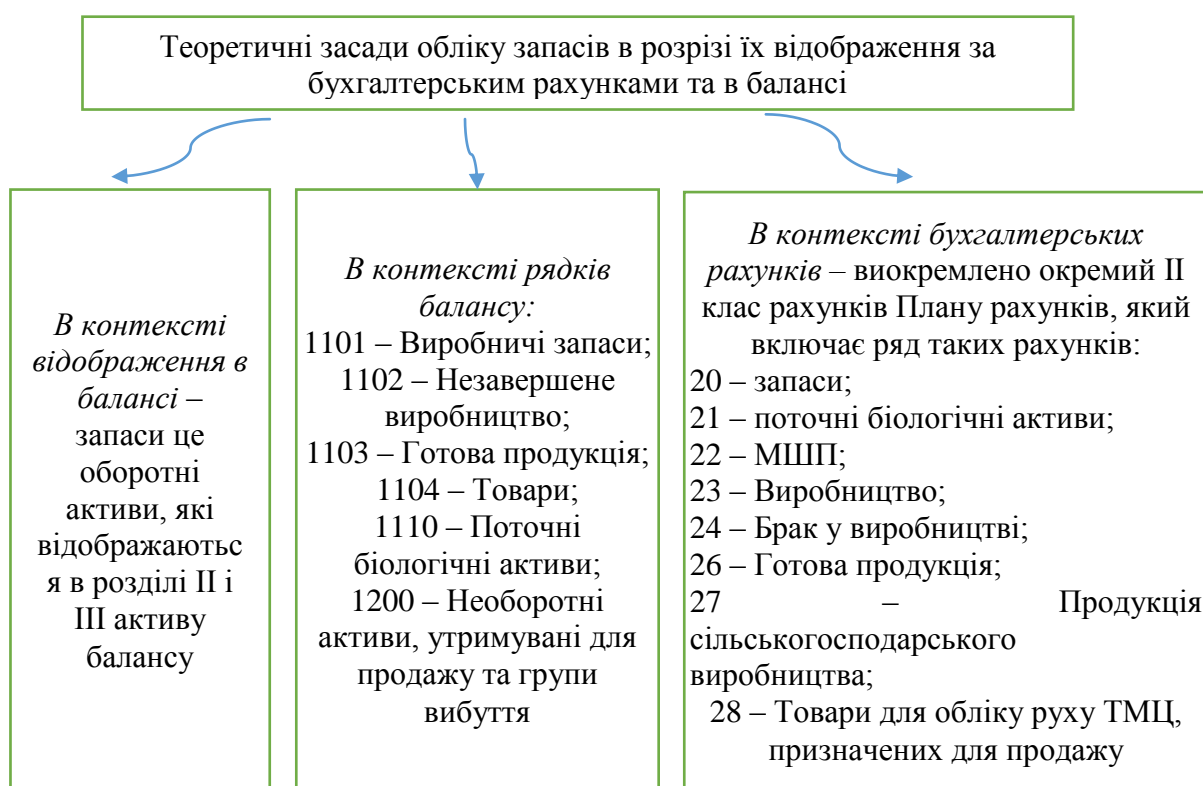 Теоретичні засади обліку запасів в розрізі їх відображення за
бухгалтерським рахунками та в балансі
В контексті
відображення в
балансі –
запаси це
оборотні
активи, які
відображаютьс
я в розділі II і
III активу
балансу
В контексті рядків
балансу:
1101 – Виробничі запаси;
1102 – Незавершене
виробництво;
1103 – Готова продукція;
1104 – Товари;
1110 – Поточні
біологічні активи;
1200 – Необоротні
активи, утримувані для
продажу та групи
вибуття
В контексті бухгалтерських
рахунків – виокремлено окремий II
клас рахунків Плану рахунків, який
включає ряд таких рахунків:
20 – запаси;
21 – поточні біологічні активи;
22 – МШП;
23 – Виробництво;
24 – Брак у виробництві;
26 – Готова продукція;
27 – Продукція
сільськогосподарського
виробництва;
28 – Товари для обліку руху ТМЦ,
призначених для продажу